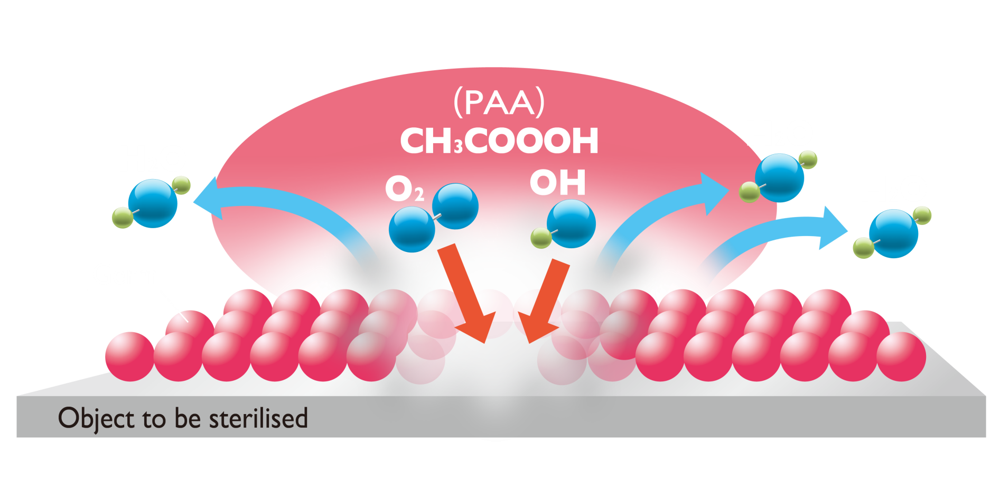 (PAA)
CH₃COOOH
O₂
OH
Object to be sterilised